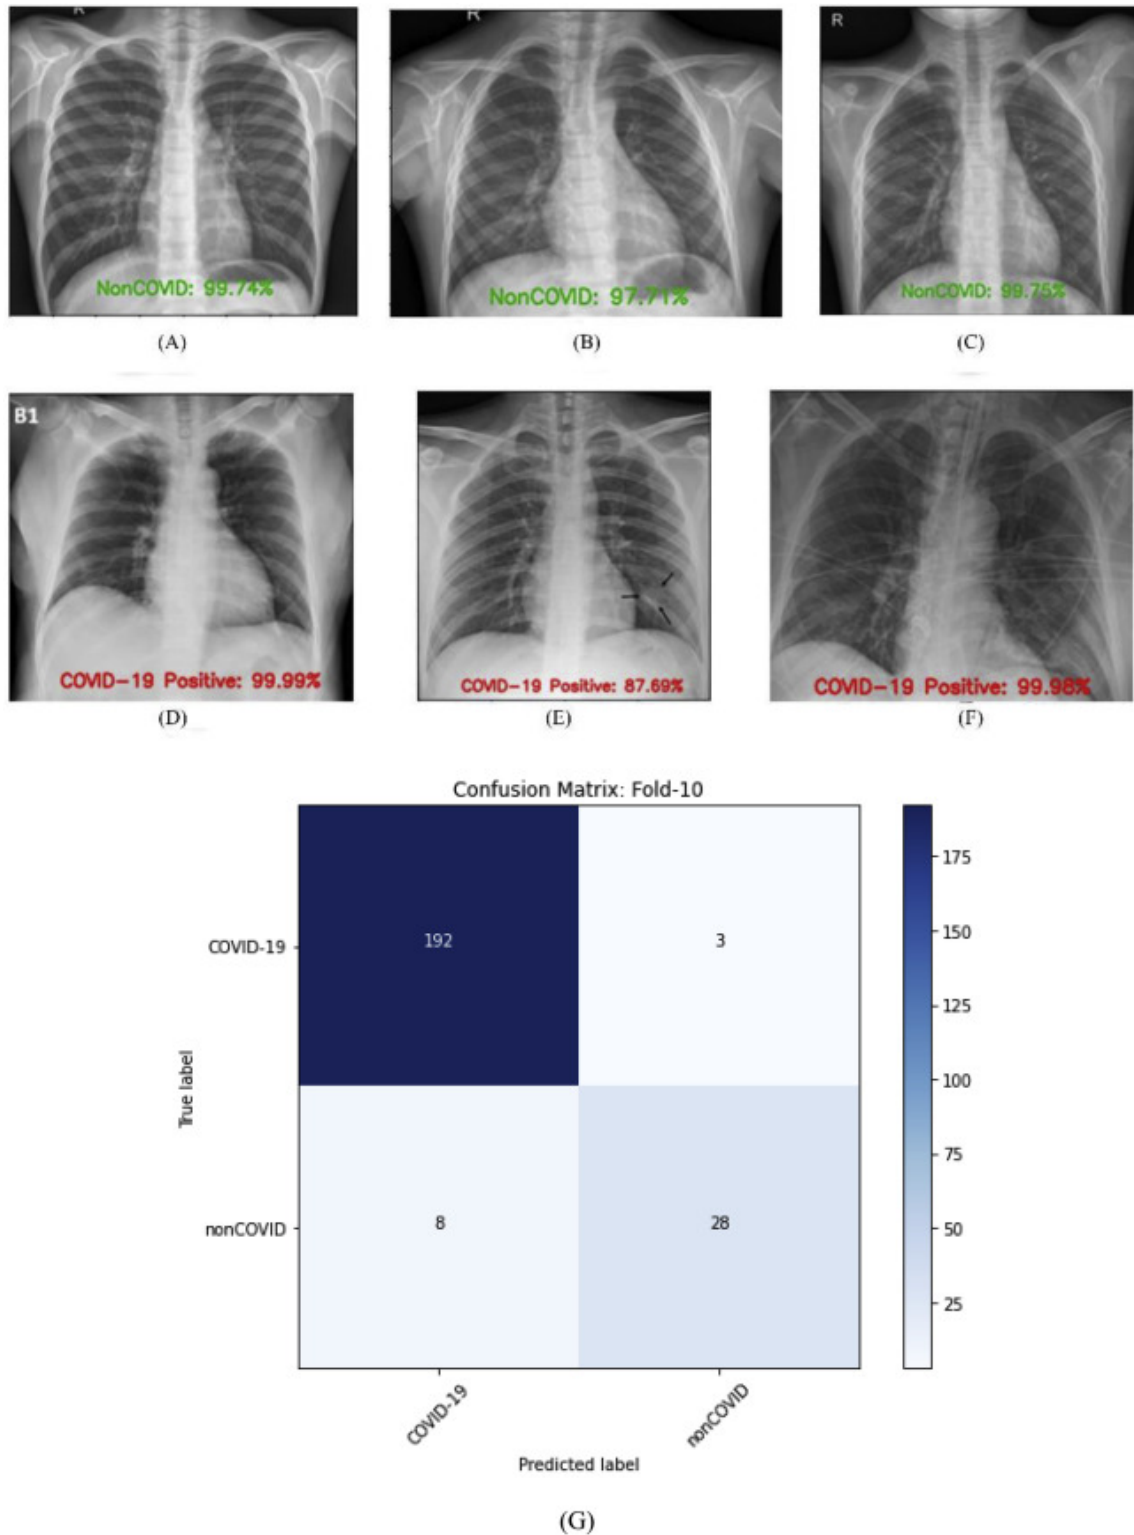 R
R
R
NonCOVID: 99.74%
NonCOVID: 97.71%
NonCOVID: 99.75%
(A)
(B)
(C)
B1
COVID-19 Positive: 99.99%
COVID-19 Positive: 87.69%
COVID-19 Positive: 99.98%
(D)
(E)
(F)
Confusion Matrix: Fold-10
COVID-19
nonCOVID
True label
192
3
8
28
175
150
125
100
75
50
25
COVID-19
nonCOVID
Predicted label
(G)